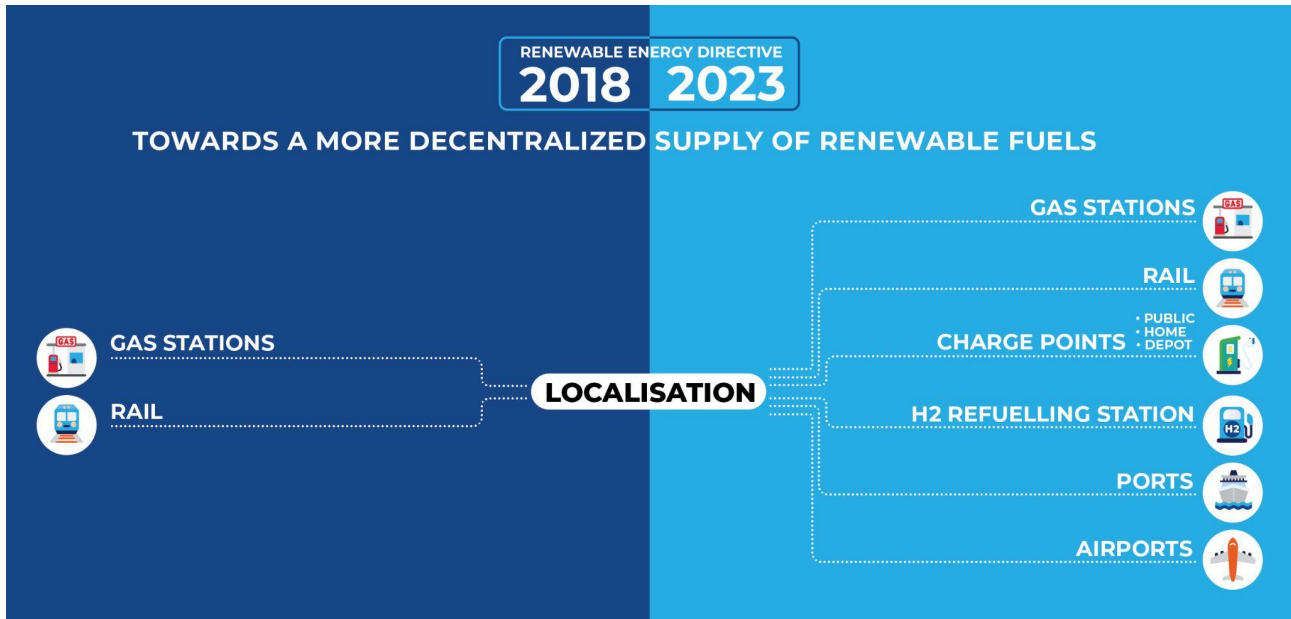 RENEWABLE ENERGY DIRECTIVE
2018 2023
TOWARDS A MORE DECENTRALIZED SUPPLY OF RENEWABLE FUELS
GAS STATIONS
RAIL
LOCALISATION
GAS STATIONS
GAS
RAIL
CHARGE POINTS
• PUBLIC
• HOME
• DEPOT
H2 REFUELLING STATION
H2
PORTS
AIRPORTS
GAS